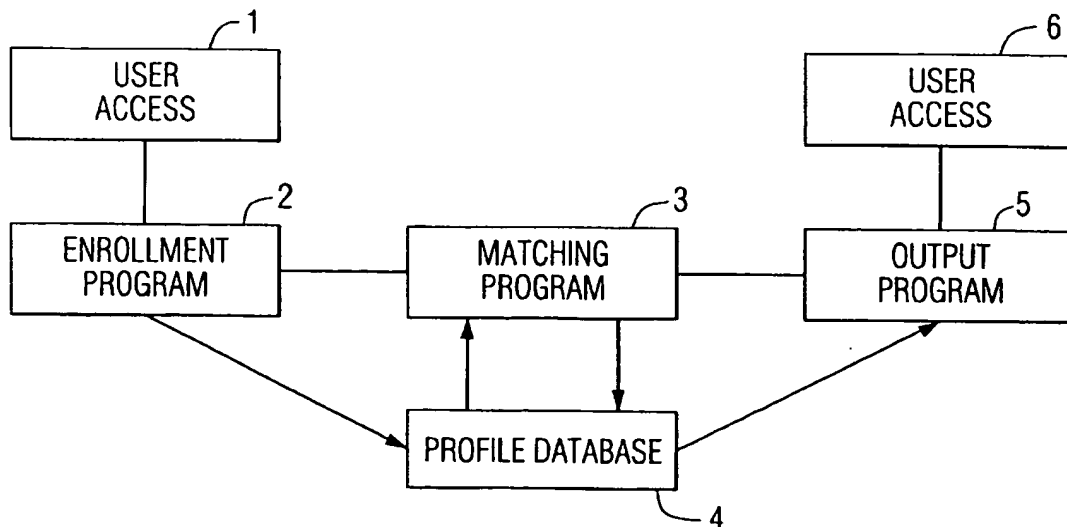 1
USER
ACCESS
6
USER
ACCESS
2
ENROLLMENT
PROGRAM
3
MATCHING
PROGRAM
5
OUTPUT
PROGRAM
PROFILE DATABASE
4